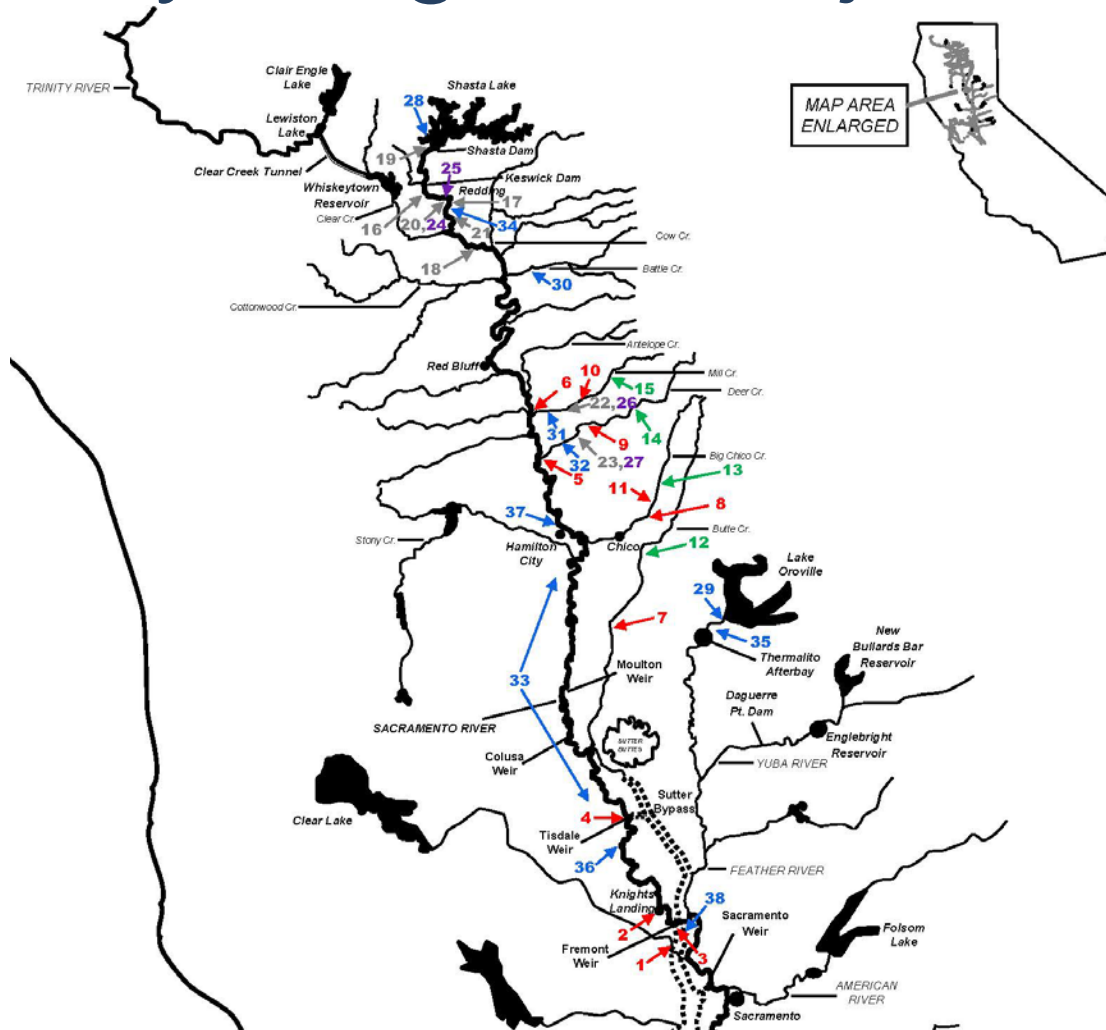 Clair Engle
Lake
Shasta Lake
TRINITY RIVER
28
MAP AREA
ENLARGED
Lewiston
Lake
Shasta Dam
19
Clear Creek Tunnel
25
Keswick Dam
Whiskeytown
Reservoir
Redding
17
Clear Cr.
16
20,24
21
34
Cow Cr.
18
Battle Cr.
30
Cottonwood Cr.
Antelope Cr.
Red Bluff
6
10
Mill Cr.
15
Deer Cr.
22,26
31
9
14
32
23,27
5
Big Chico Cr.
13
11
8
37
Butte Cr.
Stony Cr.
Hamilton
City
Chico
12
Lake
Oroville
29
7
35
New
Bullards Bar
Reservoir
Thermalito
Afterbay
Moulton
Weir
33
Daguerre
Pt. Dam
SACRAMENTO RIVER
SUTTER
BUTTES
Englebright
Reservoir
Colusa
Weir
YUBA RIVER
Sutter
Bypass
Clear Lake
4
Tisdale
Weir
36
FEATHER RIVER
Knights
Landing
38
Sacramento
Weir
2
Folsom
Lake
Fremont
Weir
1
3
AMERICAN
RIVER
Sacramento